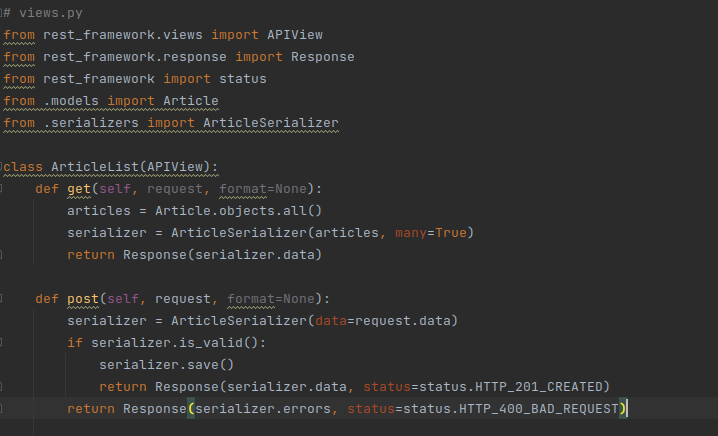 # views.py
from rest_framework.views import APIView
from rest_framework.response import Response
from rest_framework import status
from .models import Article
from .serializers import ArticleSerializer
class ArticleList(APIView):
def get(self, request, format=None):
articles = Article.objects.all()
serializer = ArticleSerializer(articles, many=True)
return Response(serializer.data)
def post(self, request, format=None):
serializer = ArticleSerializer(data=request.data)
if serializer.is_valid():
serializer.save()
return Response(serializer.data, status=status.HTTP_201_CREATED)
return Response(serializer.errors, status=status.HTTP_400_BAD_REQUEST)